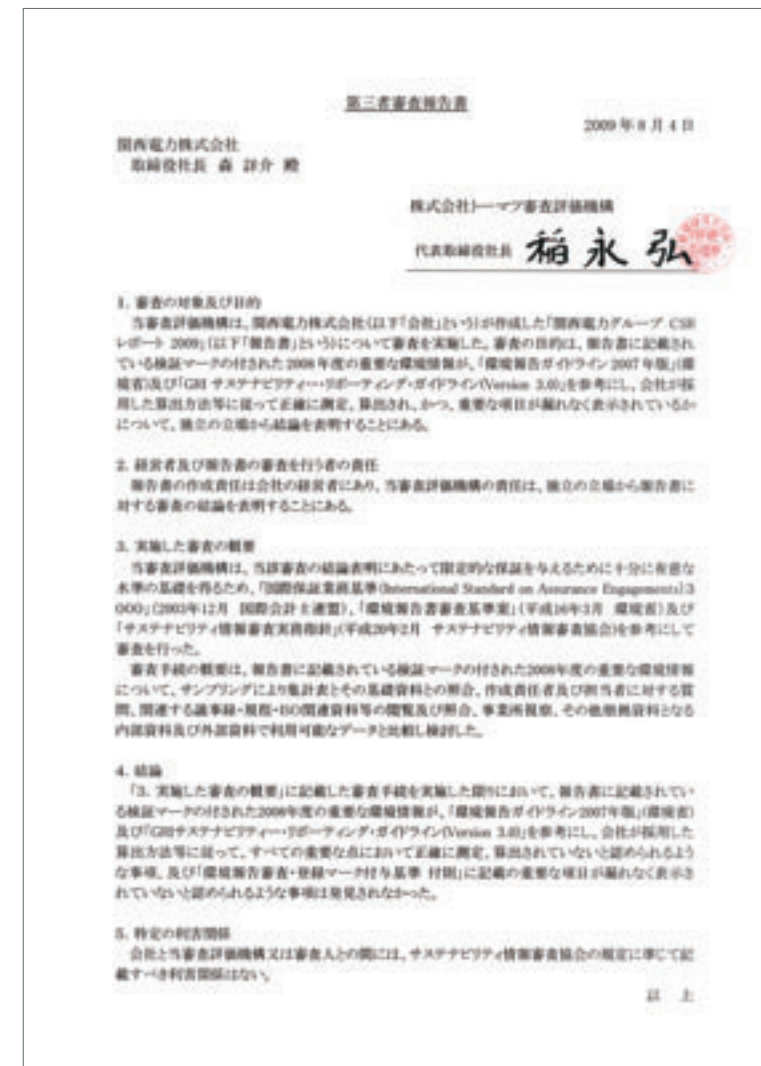 第三者審査報告書
2009年8月4日
関西電力株式会社
取締役社長 森 詳介 殿
株式会社トーマツ審査評価機構
代表取締役社長 稲永弘
1. 審査の対象及び目的
当審査評価機構は、関西電力株式会社(以下「会社」という)が作成した「関西電力グループ CSR
レポート 2009」(以下「報告書」という)について審査を実施した。審査の目的は、報告書に記載され
ている検証マークの付された 2008 年度の重要な環境情報が、「環境報告ガイドライン 2007 年版」(環
境省)及び「GRI サステナビリティー・リポーティング・ガイドライン(Version 3.0)」を参考にし、会社が採
用した算出方法等に従って正確に測定、算出され、かつ、重要な項目が漏れなく表示されているか
について、独立の立場から結論を表明することにある。
2. 経営者及び報告書の審査を行う者の責任
報告書の作成責任は会社の経営者にあり、当審査評価機構の責任は、独立の立場から報告書に
対する審査の結論を表明することにある。
3. 実施した審査の概要
当審査評価機構は、当該審査の結論表明にあたって限定的な保証を与えるために十分に有意な
水準の基礎を得るため、「国際保証業務基準(International Standard on Assurance Engagements)3
000」(2003年12月 国際会計士連盟)、「環境報告書審査基準案」(平成16年3月 環境省)及び
「サステナビリティ情報審査実務指針」(平成20年2月 サステナビリティ情報審査協会)を参考にして
審査を行った。
審査手続の概要は、報告書に記載されている検証マークの付された2008年度の重要な環境情報
について、サンプリングにより集計表とその基礎資料との照合、作成責任者及び担当者に対する質
問、関連する議事録・規程・ISO関連資料等の閲覧及び照合、事業所視察、その他根拠資料となる
内部資料及び外部資料で利用可能なデータと比較し検討した。
4. 結論
「3. 実施した審査の概要」に記載した審査手続を実施した限りにおいて、報告書に記載されてい
る検証マークの付された2008年度の重要な環境情報が、「環境報告ガイドライン2007年版」(環境省)
及び「GRIサステナビリティー・リポーティング・ガイドライン(Version 3.0)」を参考にし、会社が採用した
算出方法等に従って、すべての重要な点において正確に測定、算出されていないと認められるよう
な事項、及び「環境報告審査・登録マーク付与基準 付則」に記載の重要な項目が漏れなく表示さ
れていないと認められるような事項は発見されなかった。
5. 特定の利害関係
会社と当審査評価機構又は審査人との間には、サステナビリティ情報審査協会の規定に準じて記
載すべき利害関係はない。
以 上